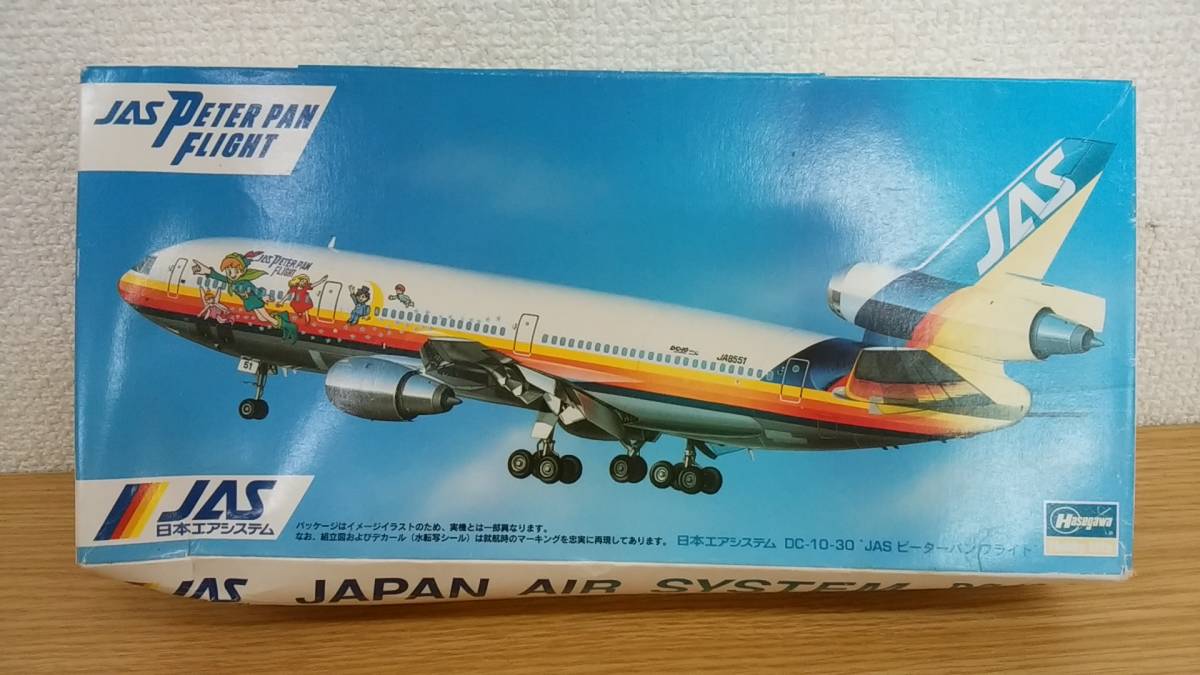 JAS PETER PAN
FLIGHT
JAS PETER PAN
FLIGHT
JAS
51
DC-10
JA8551
JAS
日本エアシステム
パッケージはイメージイラストのため、実機とは一部異なります。
なお、組立図およびデカール(水転写シール)は就航時のマーキングを忠実に再現してあります。
日本エアシステム DC-10-30 "JAS ピーターパンフライト"
Hasegawa
JAS JAPAN AIR SYSTEM